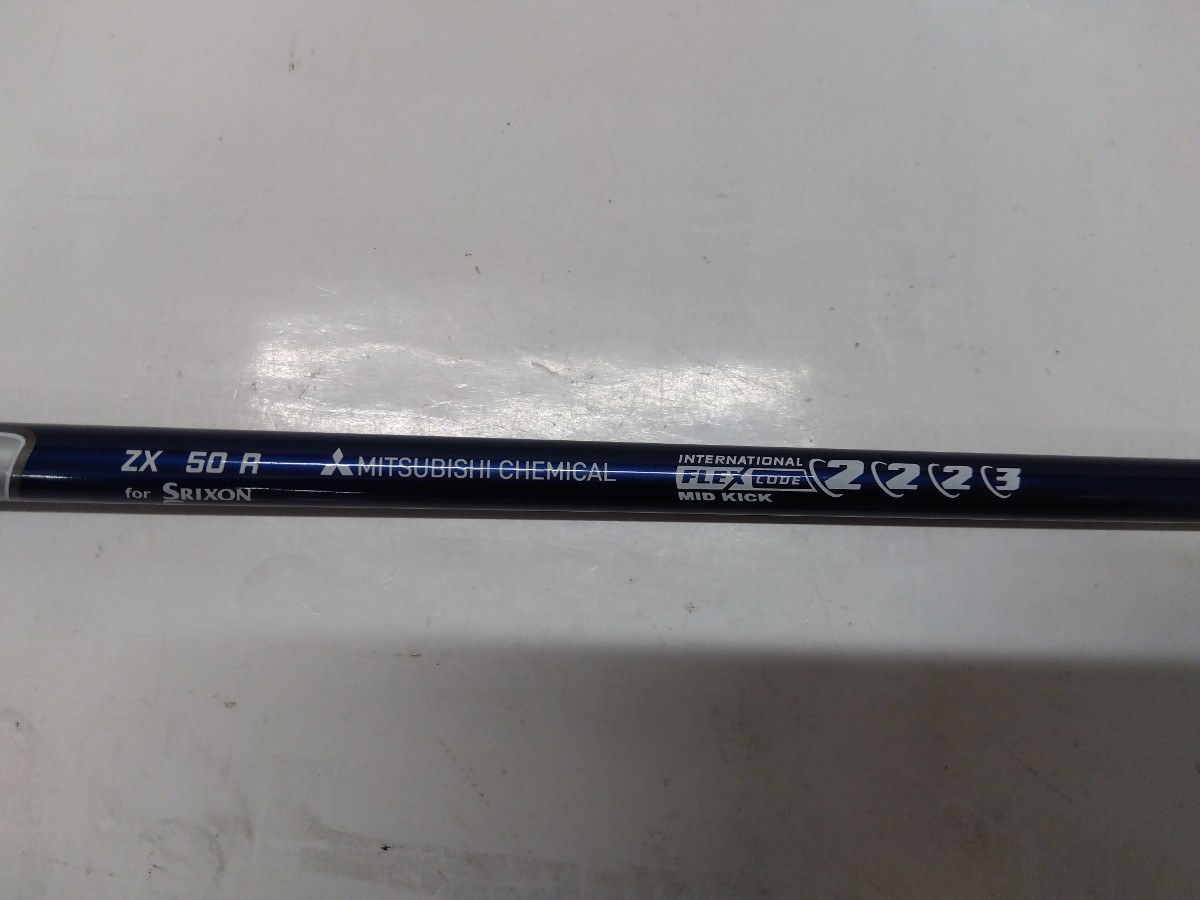 ZX 50 R
for SRIXON
MITSUBISHI CHEMICAL
INTERNATIONAL
FLEX CODE
MID KICK
2 2 2 3